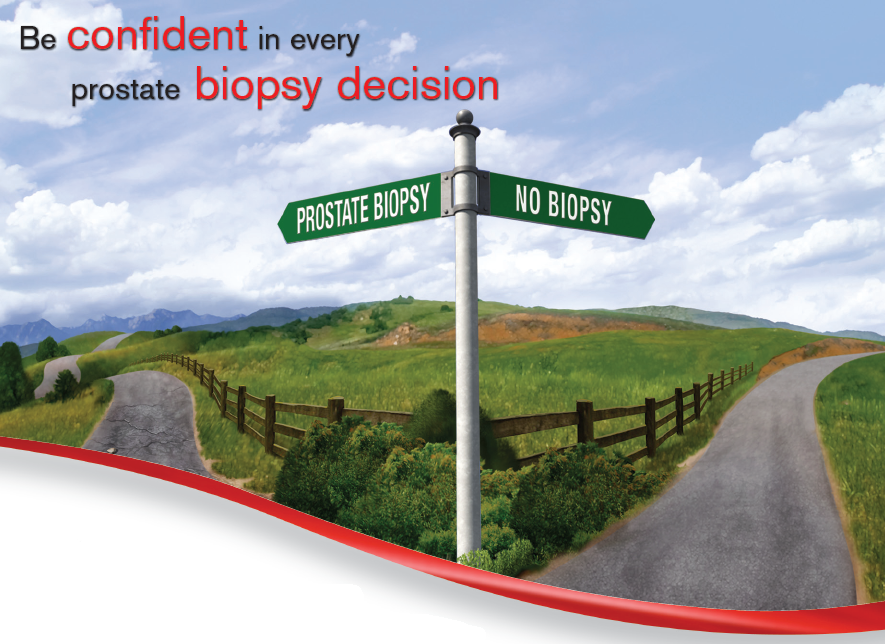 Be confident in every
prostate biopsy decision
PROSTATE BIOPSY
NO BIOPSY